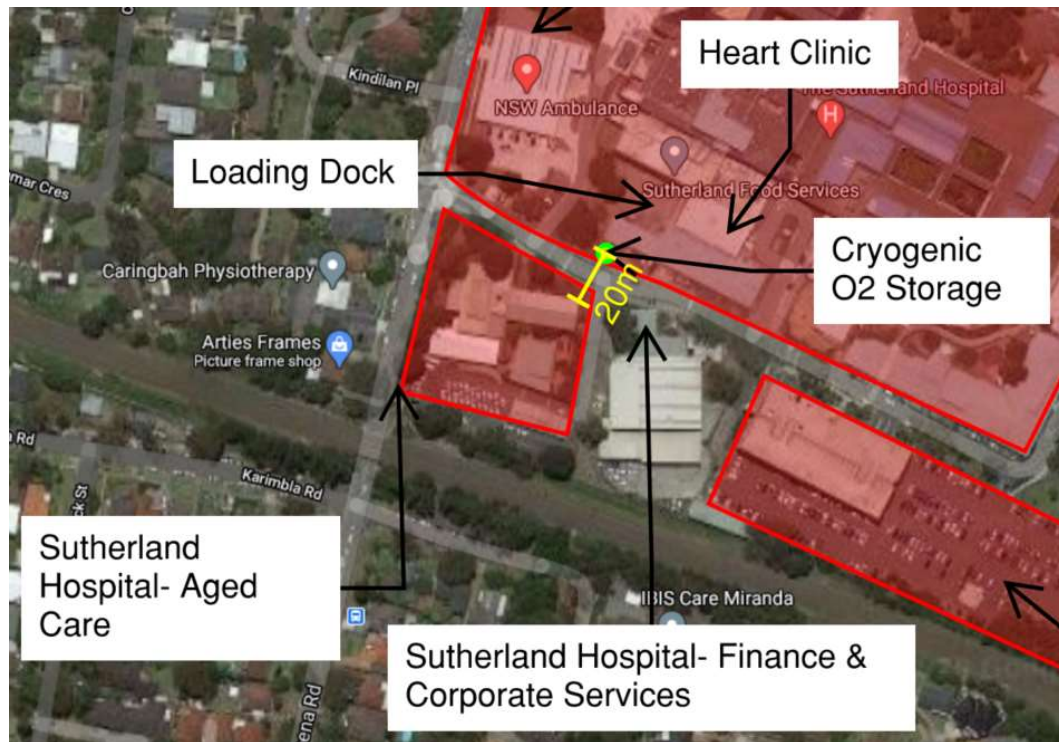 Heart Clinic
Kindilan Pl
NSW Ambulance
The Sutherland Hospital
H
Loading Dock
Sutherland Food Services
Cryogenic
O2 Storage
Caringbah Physiotherapy
20m
Arties Frames
Picture frame shop
Rd
Karimbla Rd
Sutherland
Hospital- Aged
Care
IBIS Care Miranda
Sutherland Hospital- Finance &
Corporate Services
Rd